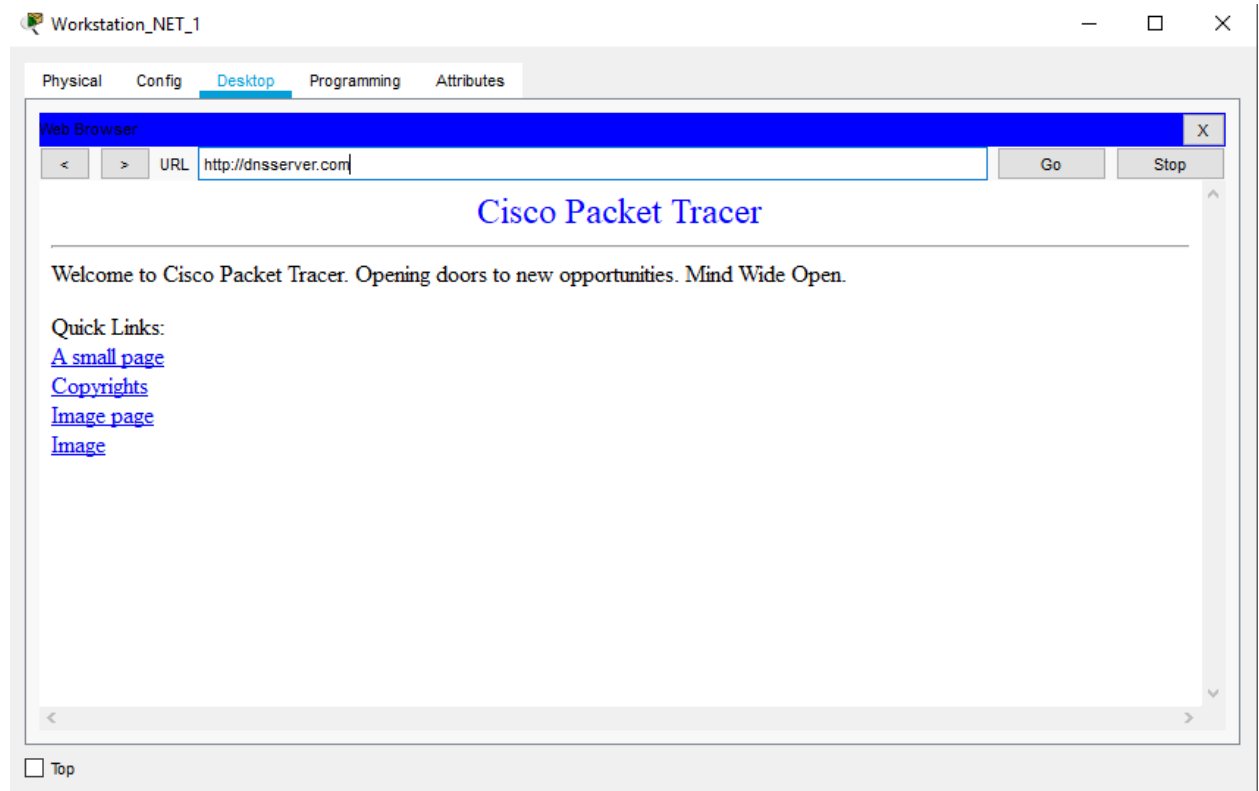 Workstation_NET_1
Physical Config Desktop Programming Attributes
Web Browser X
< > URL http://dnsserver.com Go Stop
Cisco Packet Tracer
Welcome to Cisco Packet Tracer. Opening doors to new opportunities. Mind Wide Open.
Quick Links:
A small page
Copyrights
Image page
Image
Top